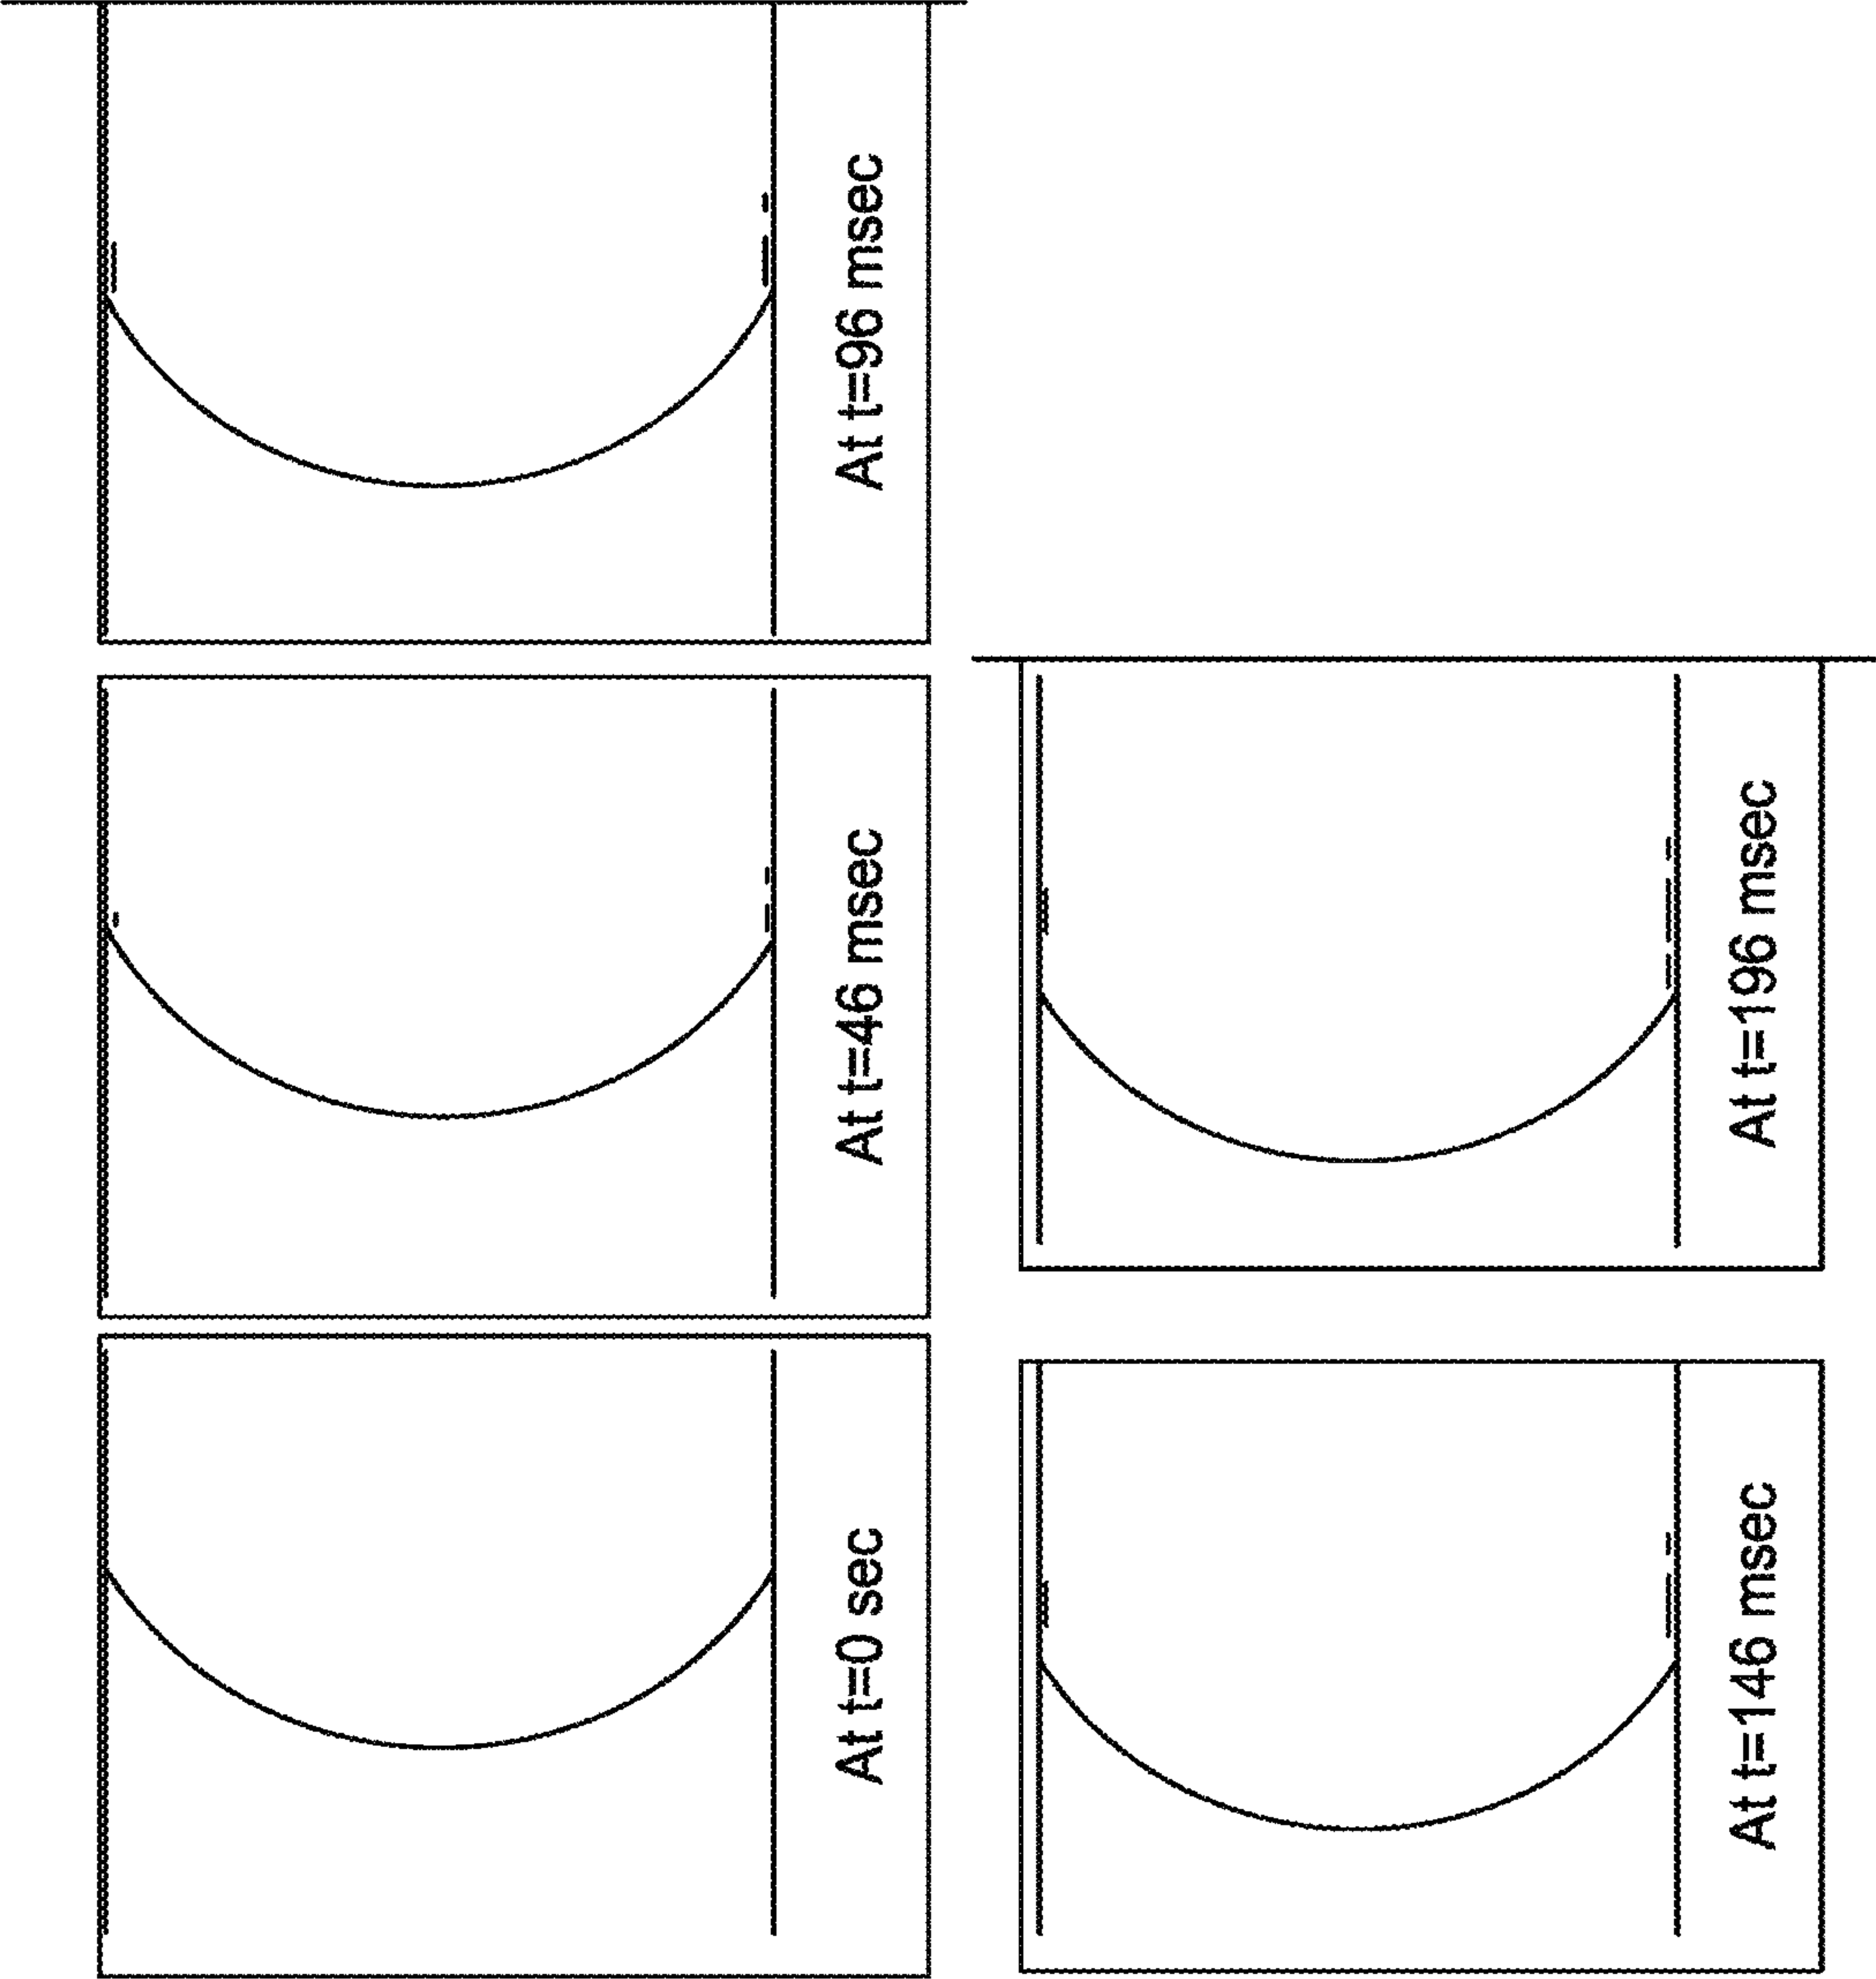 At t=0 sec
At t=46 msec
At t=96 msec
At t=146 msec
At t=196 msec